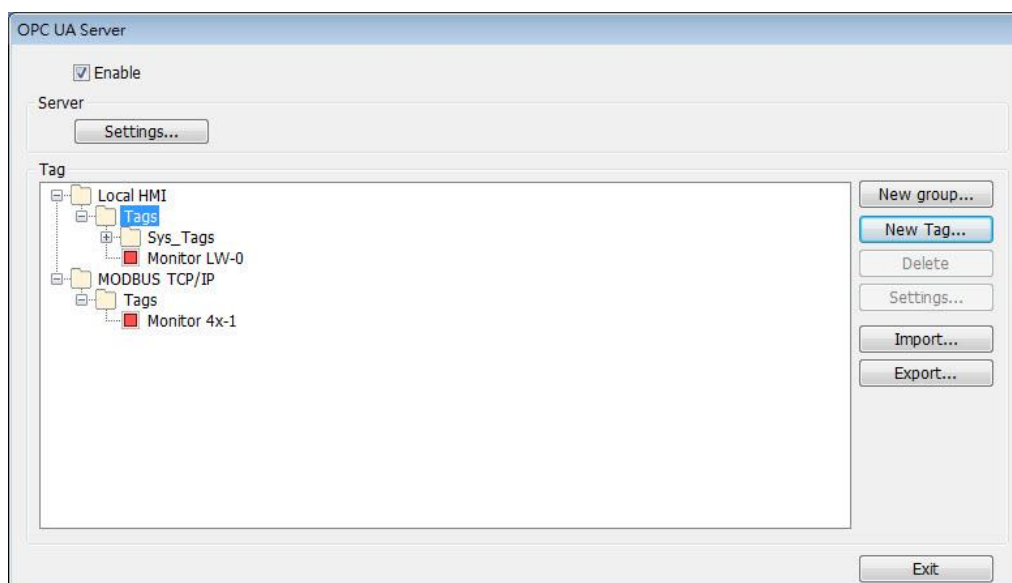 OPC UA Server
Enable
Server
Settings...
Tag
Local HMI
Tags
Sys_Tags
Monitor LW-0
MODBUS TCP/IP
Tags
Monitor 4x-1
New group...
New Tag...
Delete
Settings...
Import...
Export...
Exit